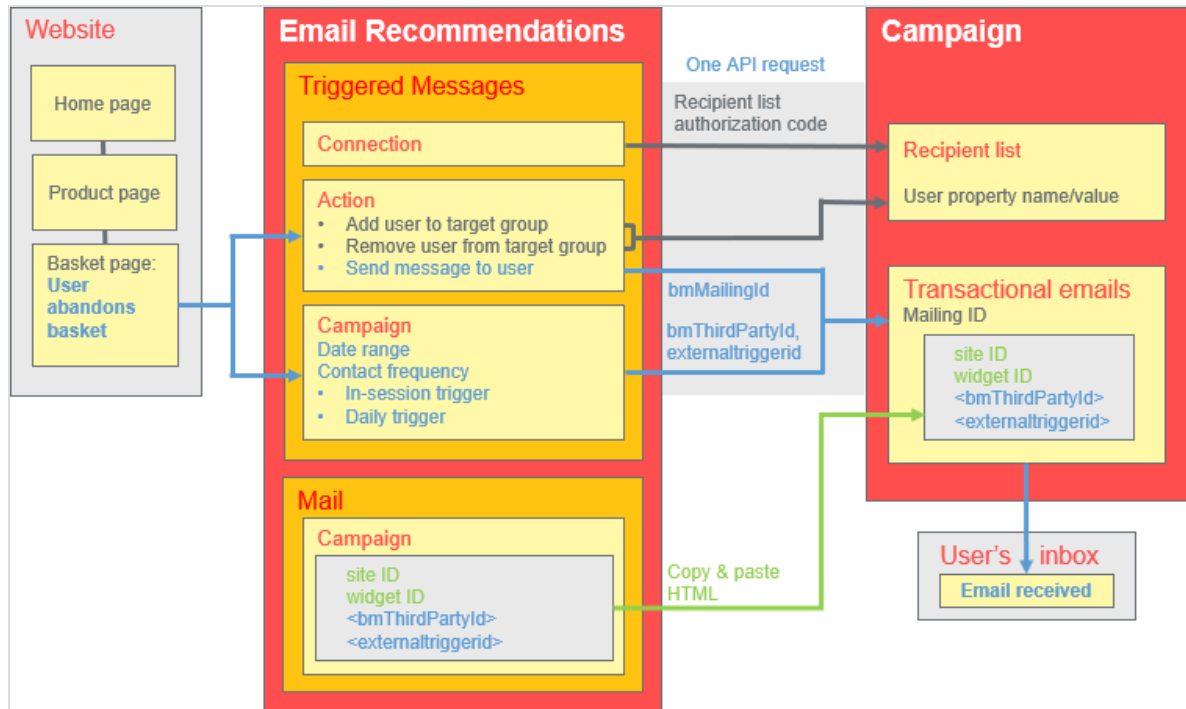 Website
Home page
Product page
Basket page:
User
abandons
basket
Email Recommendations
Triggered Messages
Connection
Action
• Add user to target group
• Remove user from target group
• Send message to user
Campaign
Date range
Contact frequency
• In-session trigger
• Daily trigger
Mail
Campaign
site ID
widget ID
<bmThirdPartyId>
<externaltriggerid>
One API request
Recipient list
authorization code
bmMailingId
bmThirdPartyId,
externaltriggerid
Copy & paste
HTML
Campaign
Recipient list
User property name/value
Transactional emails
Mailing ID
site ID
widget ID
<bmThirdPartyId>
<externaltriggerid>
User's inbox
Email received